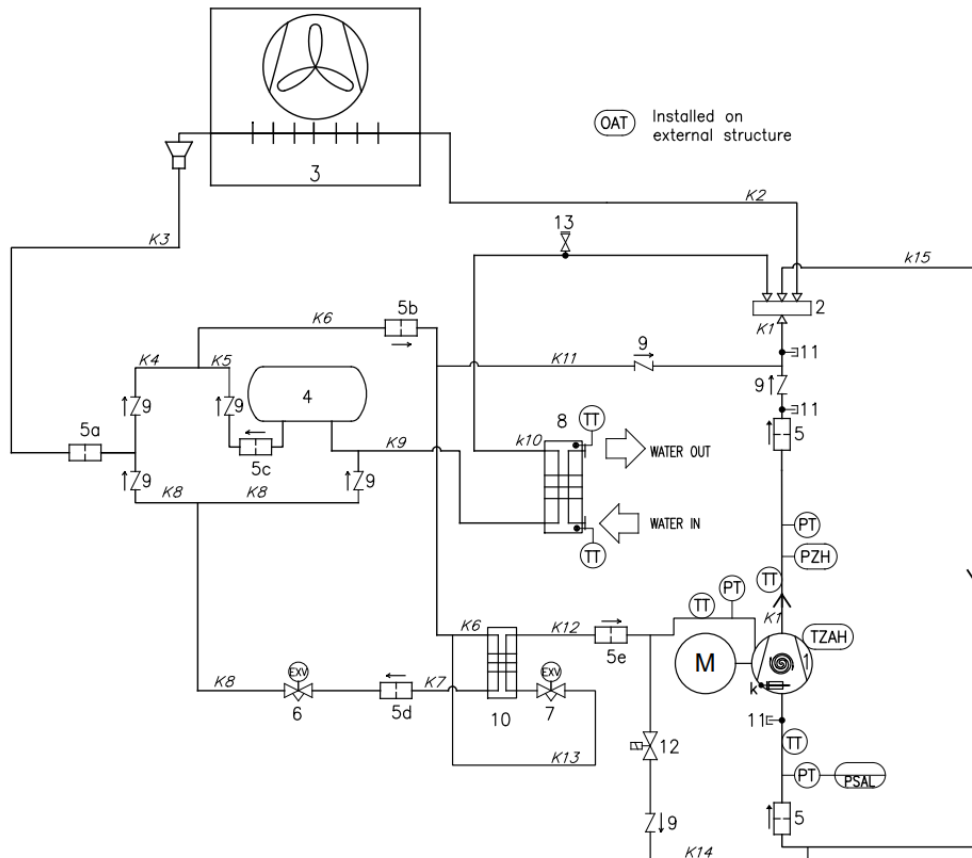 OAT
Installed on
external structure
3
K2
13
K3
k15
2
K1
5b
K6
11
9
K11
K4
K5
9
9
9
4
11
8
TT
5
5a
5c
K9
k10
WATER OUT
9
K8
K8
9
WATER IN
PT
TT
PZH
TT
PT
TT
K1
K6
K12
TZAH
5e
M
1
EXV
K7
EXV
k
K8
6
5d
10
7
11
12
TT
K13
PT
PSAL
9
5
K14